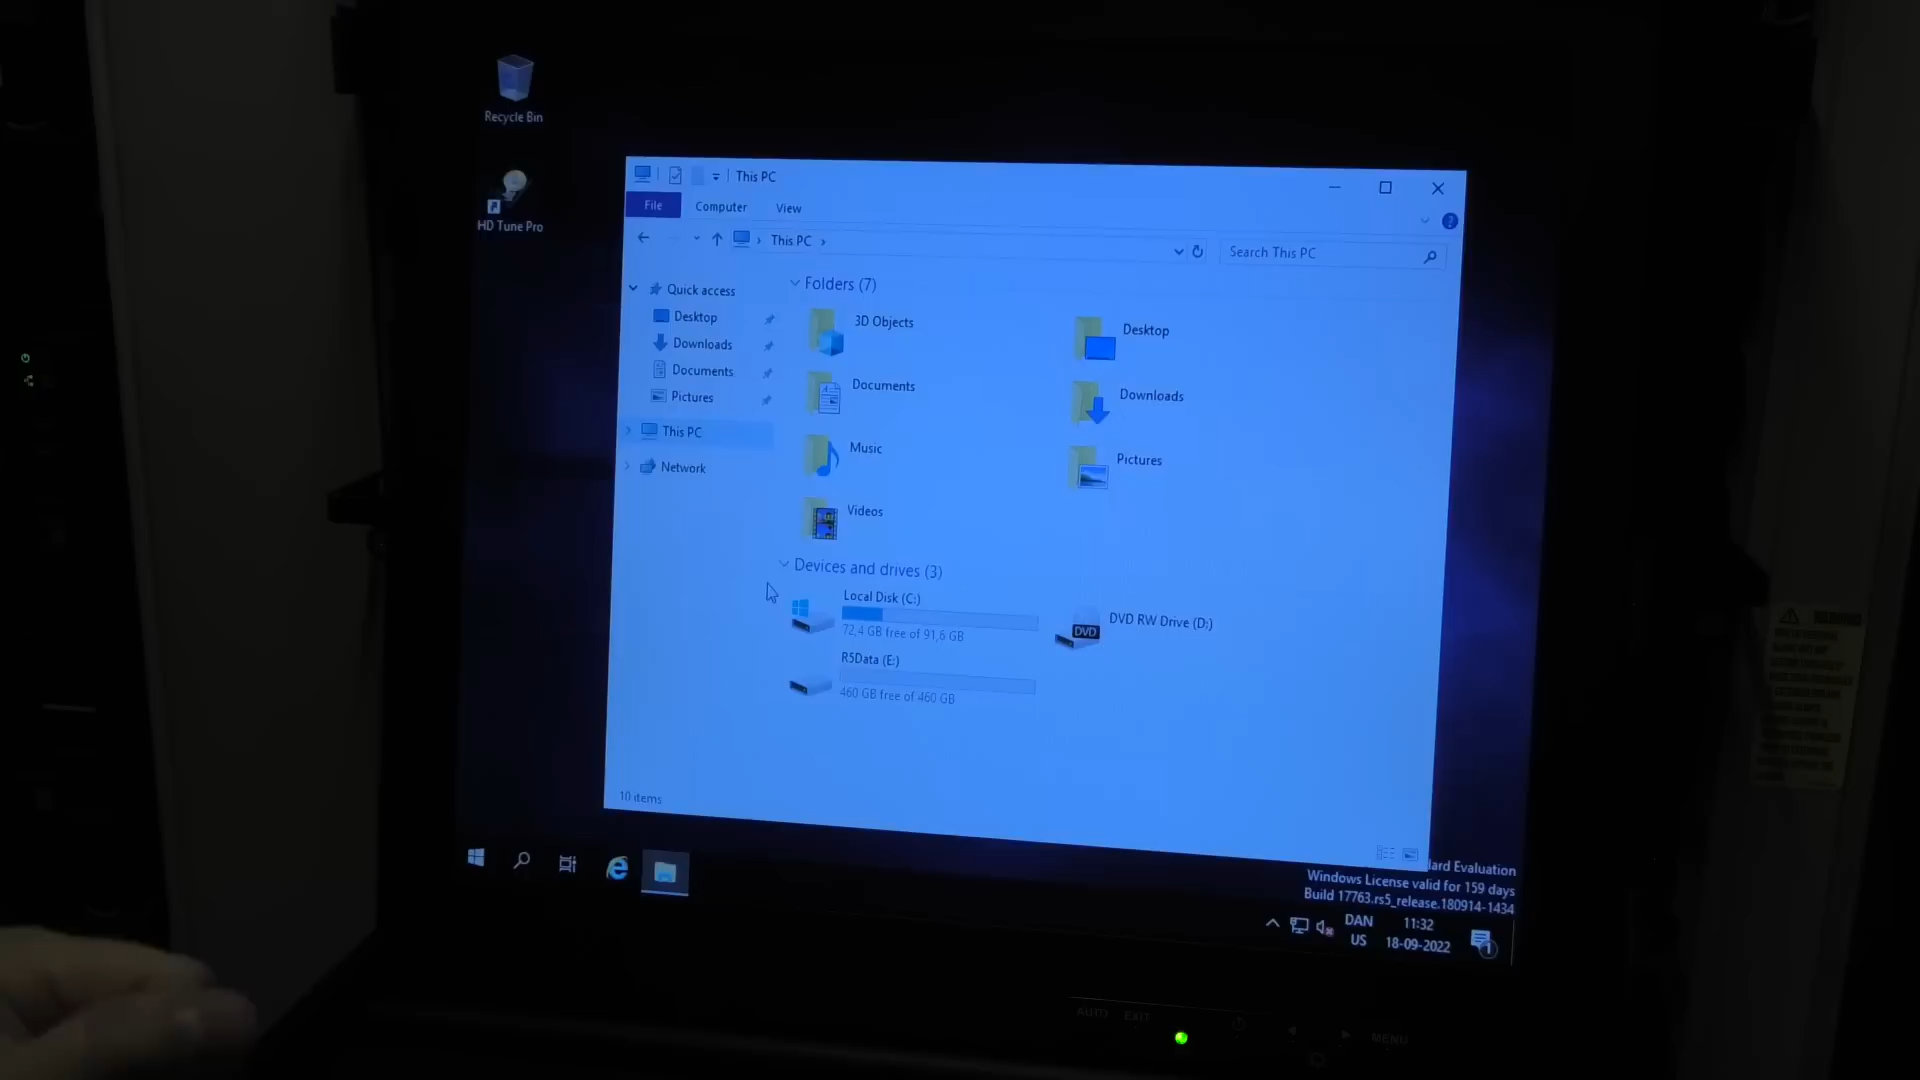 Recycle Bin
HD Tune Pro
This PC
File
Computer
View
This PC
Search This PC
Quick access
Desktop
Downloads
Documents
Pictures
This PC
Network
Folders (7)
3D Objects
Desktop
Documents
Downloads
Music
Pictures
Videos
Devices and drives (3)
Local Disk (C:)
72,4 GB free of 91,6 GB
DVD
DVD RW Drive (D:)
R5Data (E:)
460 GB free of 460 GB
10 items
Evaluation
Windows License valid for 159 days
Build 17763.rs5_release.180914-1434
DAN
US
11:32
18-09-2022
1
AUTO
EXIT
MENU